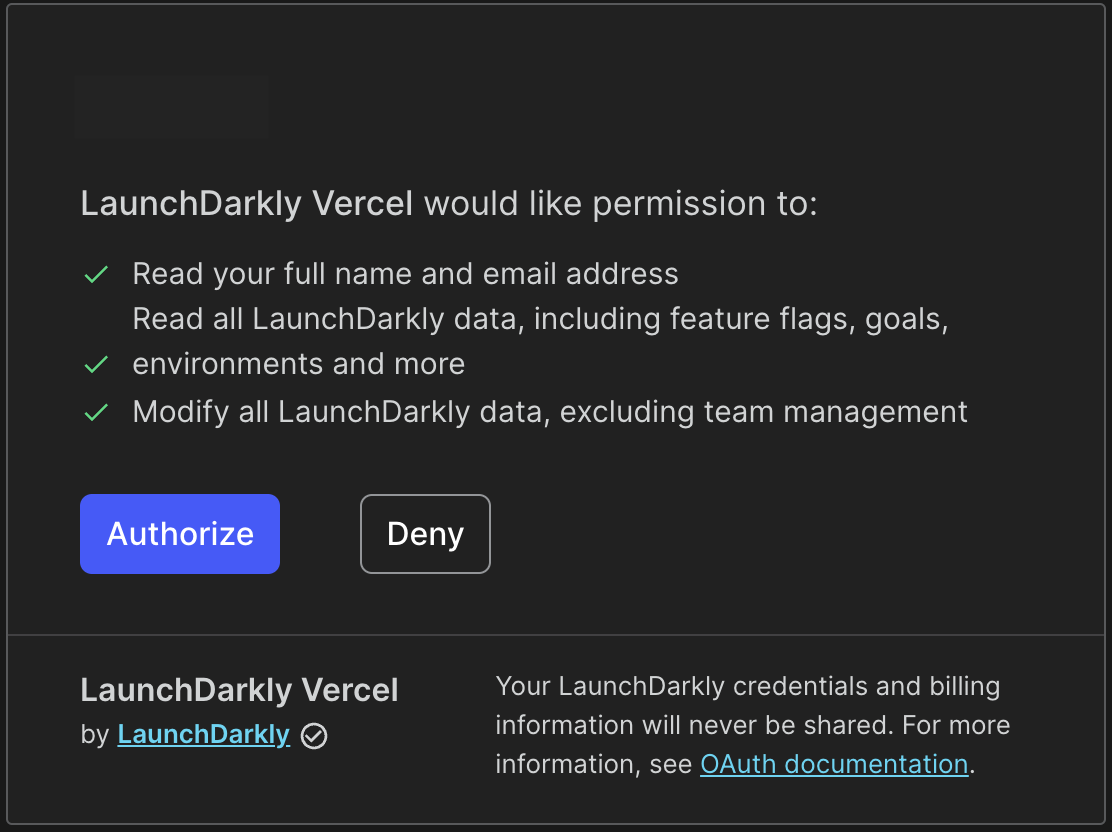 LaunchDarkly Vercel would like permission to:
Read your full name and email address
Read all LaunchDarkly data, including feature flags, goals,
environments and more
Modify all LaunchDarkly data, excluding team management
Authorize
Deny
LaunchDarkly Vercel
by LaunchDarkly
Your LaunchDarkly credentials and billing
information will never be shared. For more
information, see OAuth documentation.